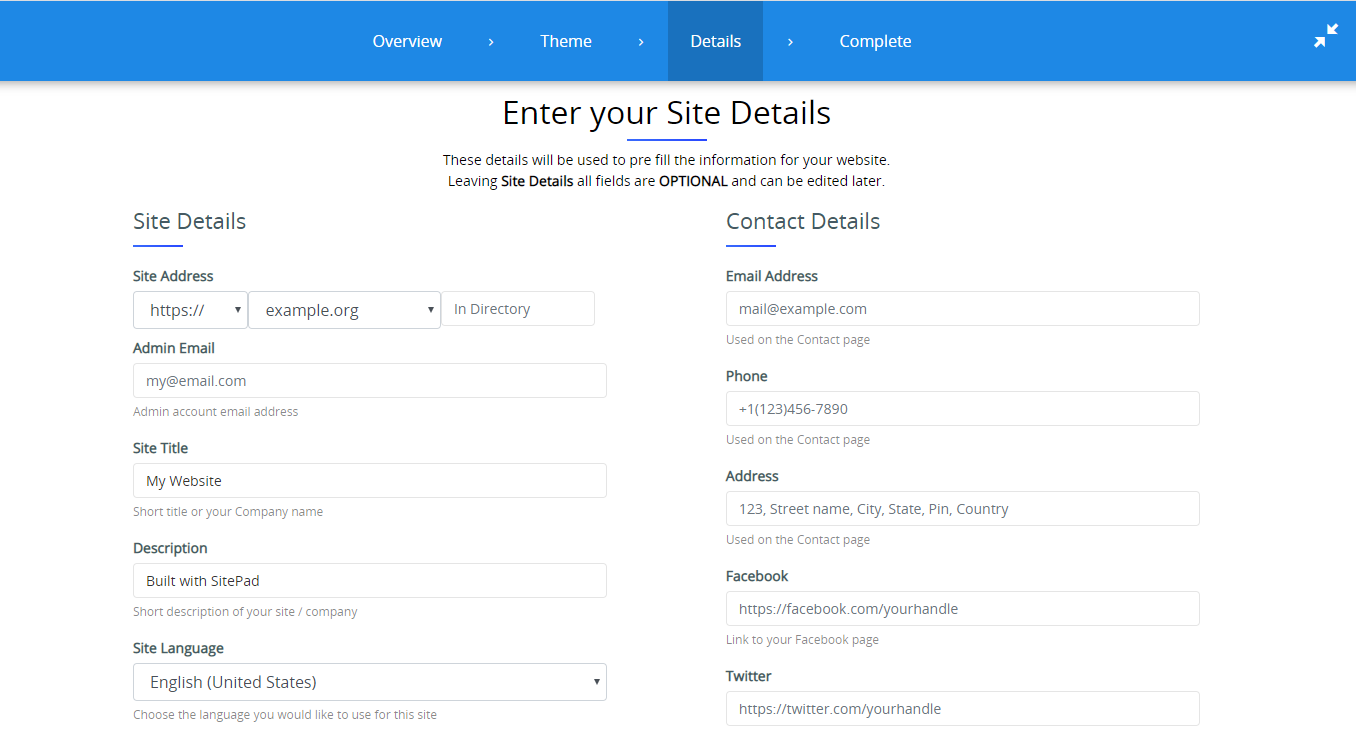 Overview › Theme › Details › Complete
Enter your Site Details
These details will be used to pre fill the information for your website.
Leaving Site Details all fields are OPTIONAL and can be edited later.
Site Details
Site Address
https:// example.org In Directory
Admin Email
my@email.com
Admin account email address
Site Title
My Website
Short title or your Company name
Description
Built with SitePad
Short description of your site / company
Site Language
English (United States)
Choose the language you would like to use for this site
Contact Details
Email Address
mail@example.com
Used on the Contact page
Phone
+1(123)456-7890
Used on the Contact page
Address
123, Street name, City, State, Pin, Country
Used on the Contact page
Facebook
https://facebook.com/yourhandle
Link to your Facebook page
Twitter
https://twitter.com/yourhandle